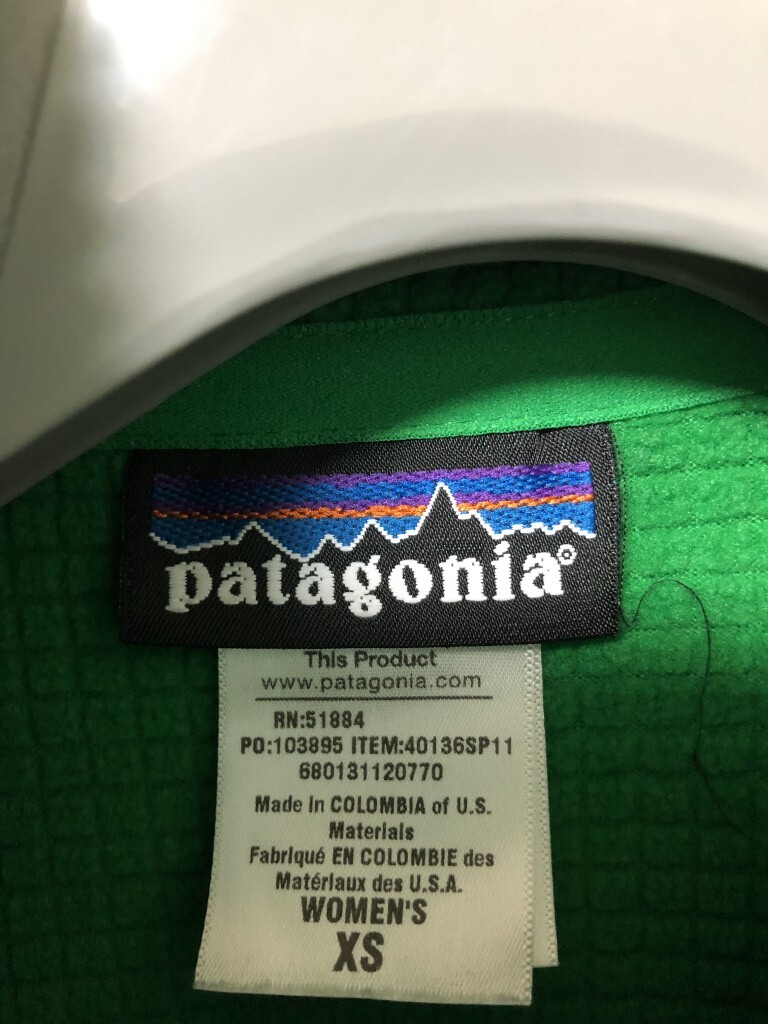 patagonia®
This Product
www.patagonia.com
RN:51884
PO:103895 ITEM:40136SP11
680131120770
Made in COLOMBIA of U.S.
Materials
Fabriqué EN COLOMBIE des
Matériaux des U.S.A.
WOMEN'S
XS